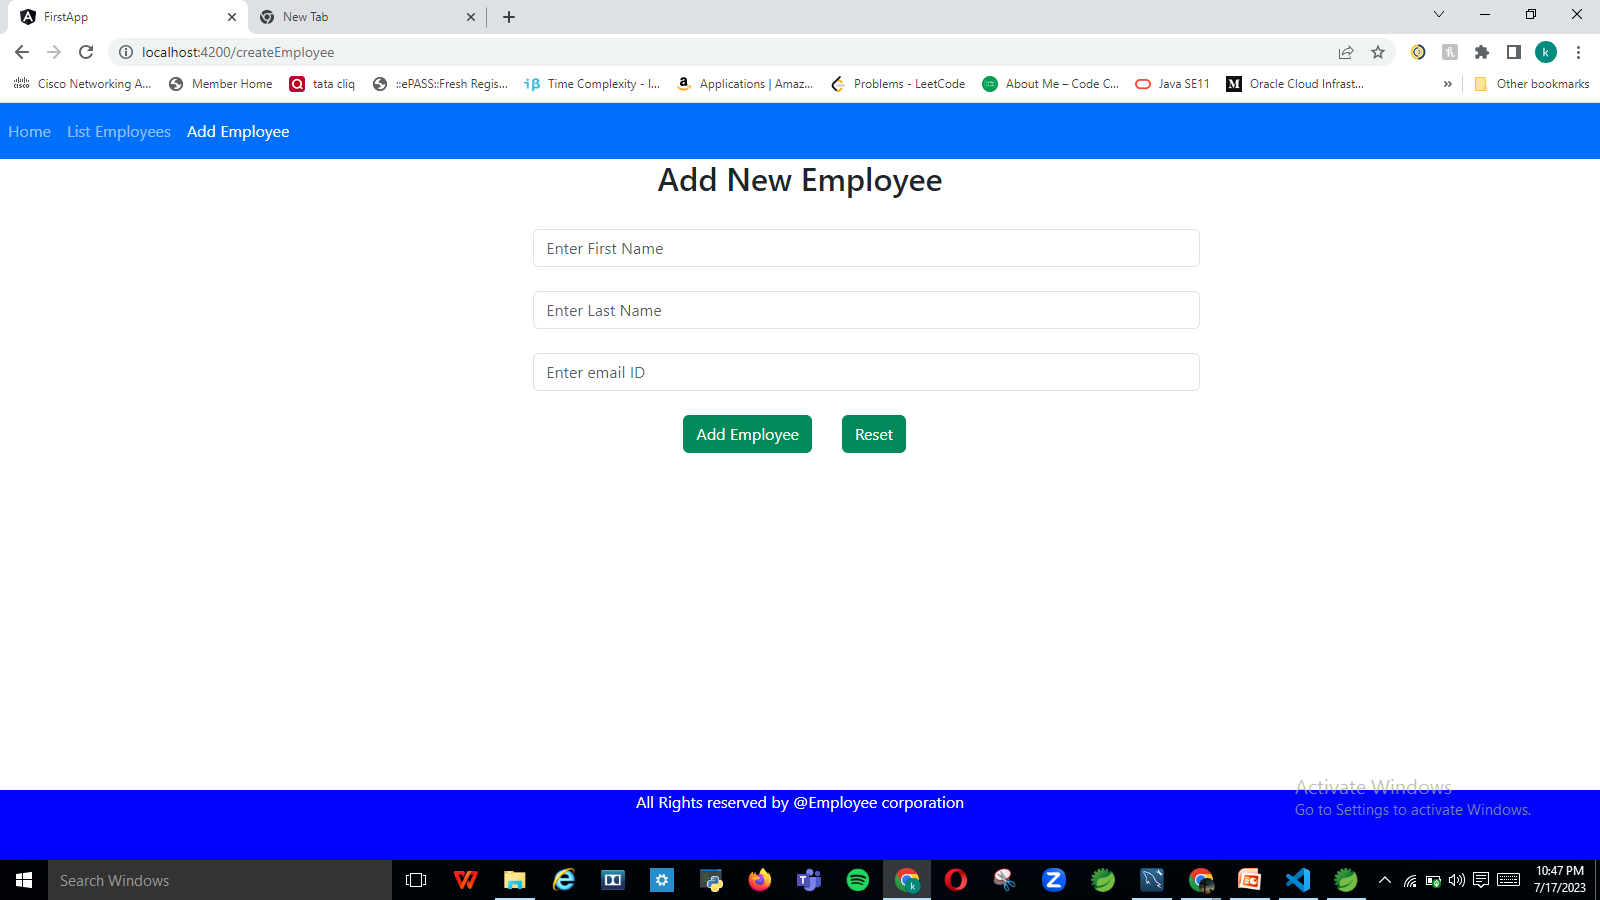 FirstApp
New Tab
localhost:4200/createEmployee
k
Cisco Networking A...
Member Home
tata cliq
::ePASS::Fresh Regis...
Time Complexity - I...
Applications | Amaz...
Problems - LeetCode
About Me – Code C...
Java SE11
Oracle Cloud Infrast...
»
Other bookmarks
Home
List Employees
Add Employee
Add New Employee
Enter First Name
Enter Last Name
Enter email ID
Add Employee
Reset
Activate Windows
Go to Settings to activate Windows.
All Rights reserved by @Employee corporation
Search Windows
10:47 PM
7/17/2023